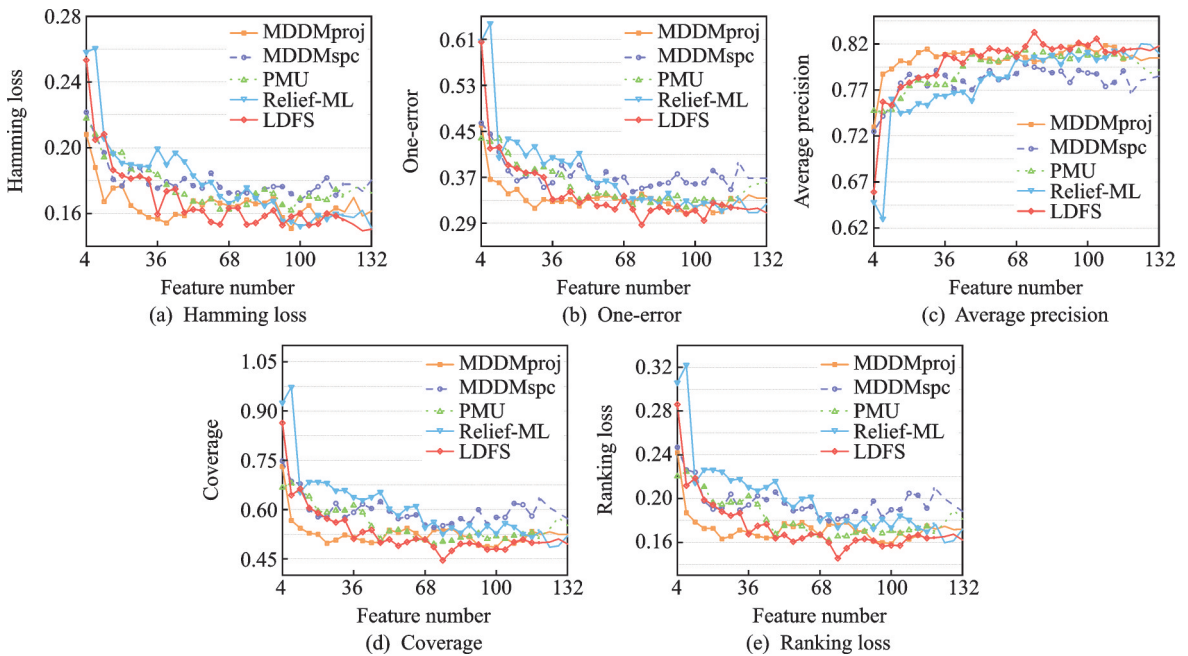 0.28
0.24
0.20
0.16
Hamming loss
MDDMproj
MDDMspc
PMU
Relief-ML
LDFS
4 36 68 100 132
Feature number
(a) Hamming loss
0.61
0.53
0.45
0.37
0.29
One-error
MDDMproj
MDDMspc
PMU
Relief-ML
LDFS
4 36 68 100 132
Feature number
(b) One-error
0.82
0.77
0.72
0.67
0.62
Average precision
MDDMproj
MDDMspc
PMU
Relief-ML
LDFS
4 36 68 100 132
Feature number
(c) Average precision
1.05
0.90
0.75
0.60
0.45
Coverage
MDDMproj
MDDMspc
PMU
Relief-ML
LDFS
4 36 68 100 132
Feature number
(d) Coverage
0.32
0.28
0.24
0.20
0.16
Ranking loss
MDDMproj
MDDMspc
PMU
Relief-ML
LDFS
4 36 68 100 132
Feature number
(e) Ranking loss